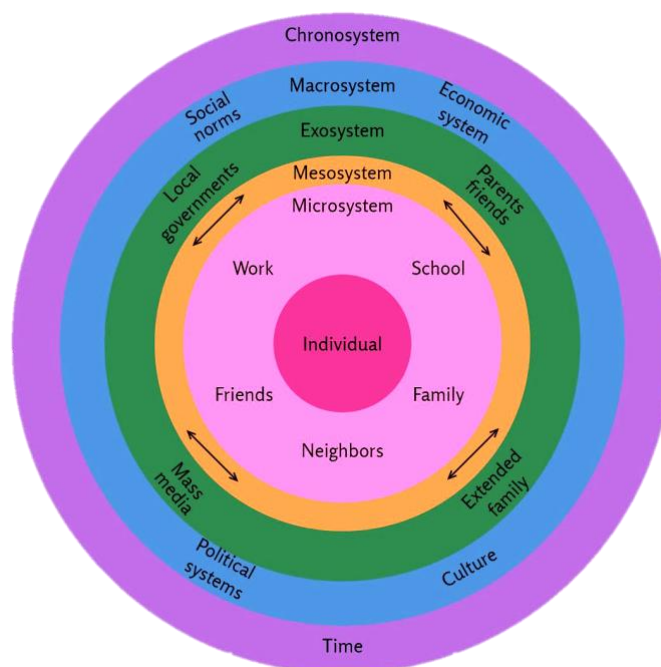 Chronosystem
Macrosystem
Social
norms
Economic
system
Exosystem
Local
governments
Parents
friends
Mesosystem
Microsystem
Work
School
Individual
Friends
Family
Neighbors
Mass
media
Extended
family
Political
systems
Culture
Time